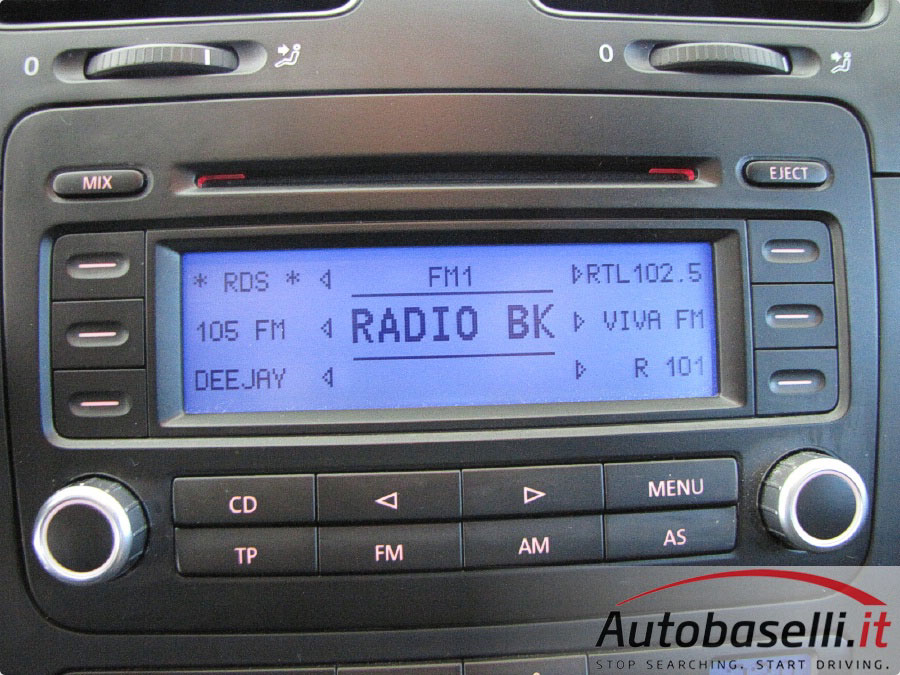 0
0
MIX
EJECT
* RDS *
FM1
RTL102.5
105 FM
RADIO BK
VIVA FM
DEEJAY
R 101
CD
MENU
TP
FM
AM
AS
Autobaselli.it
STOP SEARCHING. START DRIVING.